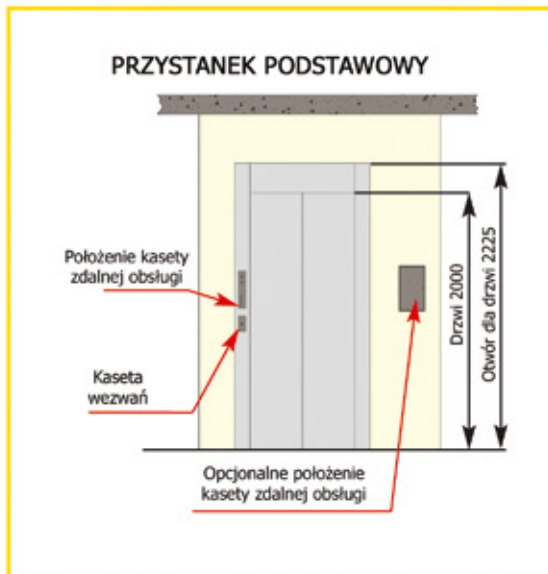 PRZYSTANEK PODSTAWOWY
Położenie kasety
zdalnej obsługi
Kaseta
wezwań
Drzwi 2000
Otwór dla drzwi 2225
Opcjonalne położenie
kasety zdalnej obsługi